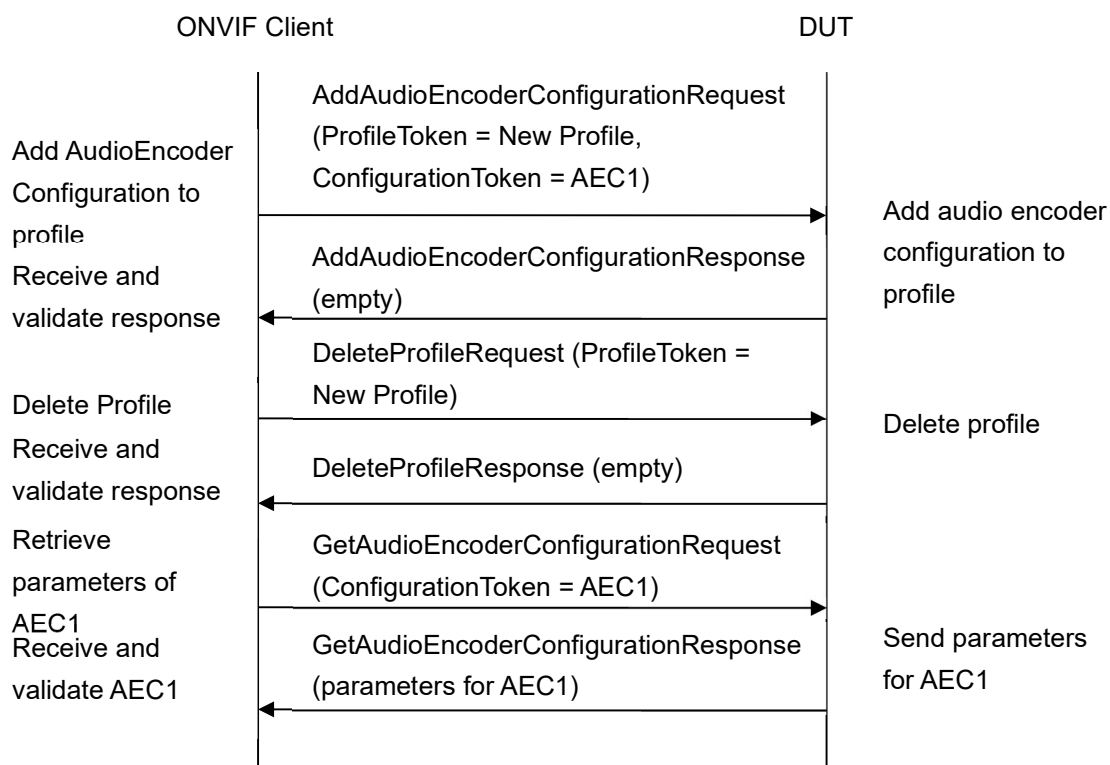 ONVIF Client
DUT
AddAudioEncoderConfigurationRequest
(ProfileToken = New Profile,
ConfigurationToken = AEC1)
Add AudioEncoder
Configuration to
profile
Add audio encoder
configuration to
profile
AddAudioEncoderConfigurationResponse
(empty)
Receive and
validate response
DeleteProfileRequest (ProfileToken =
New Profile)
Delete Profile
Delete profile
Receive and
validate response
DeleteProfileResponse (empty)
Retrieve
parameters of
AEC1
GetAudioEncoderConfigurationRequest
(ConfigurationToken = AEC1)
Receive and
validate AEC1
GetAudioEncoderConfigurationResponse
(parameters for AEC1)
Send parameters
for AEC1